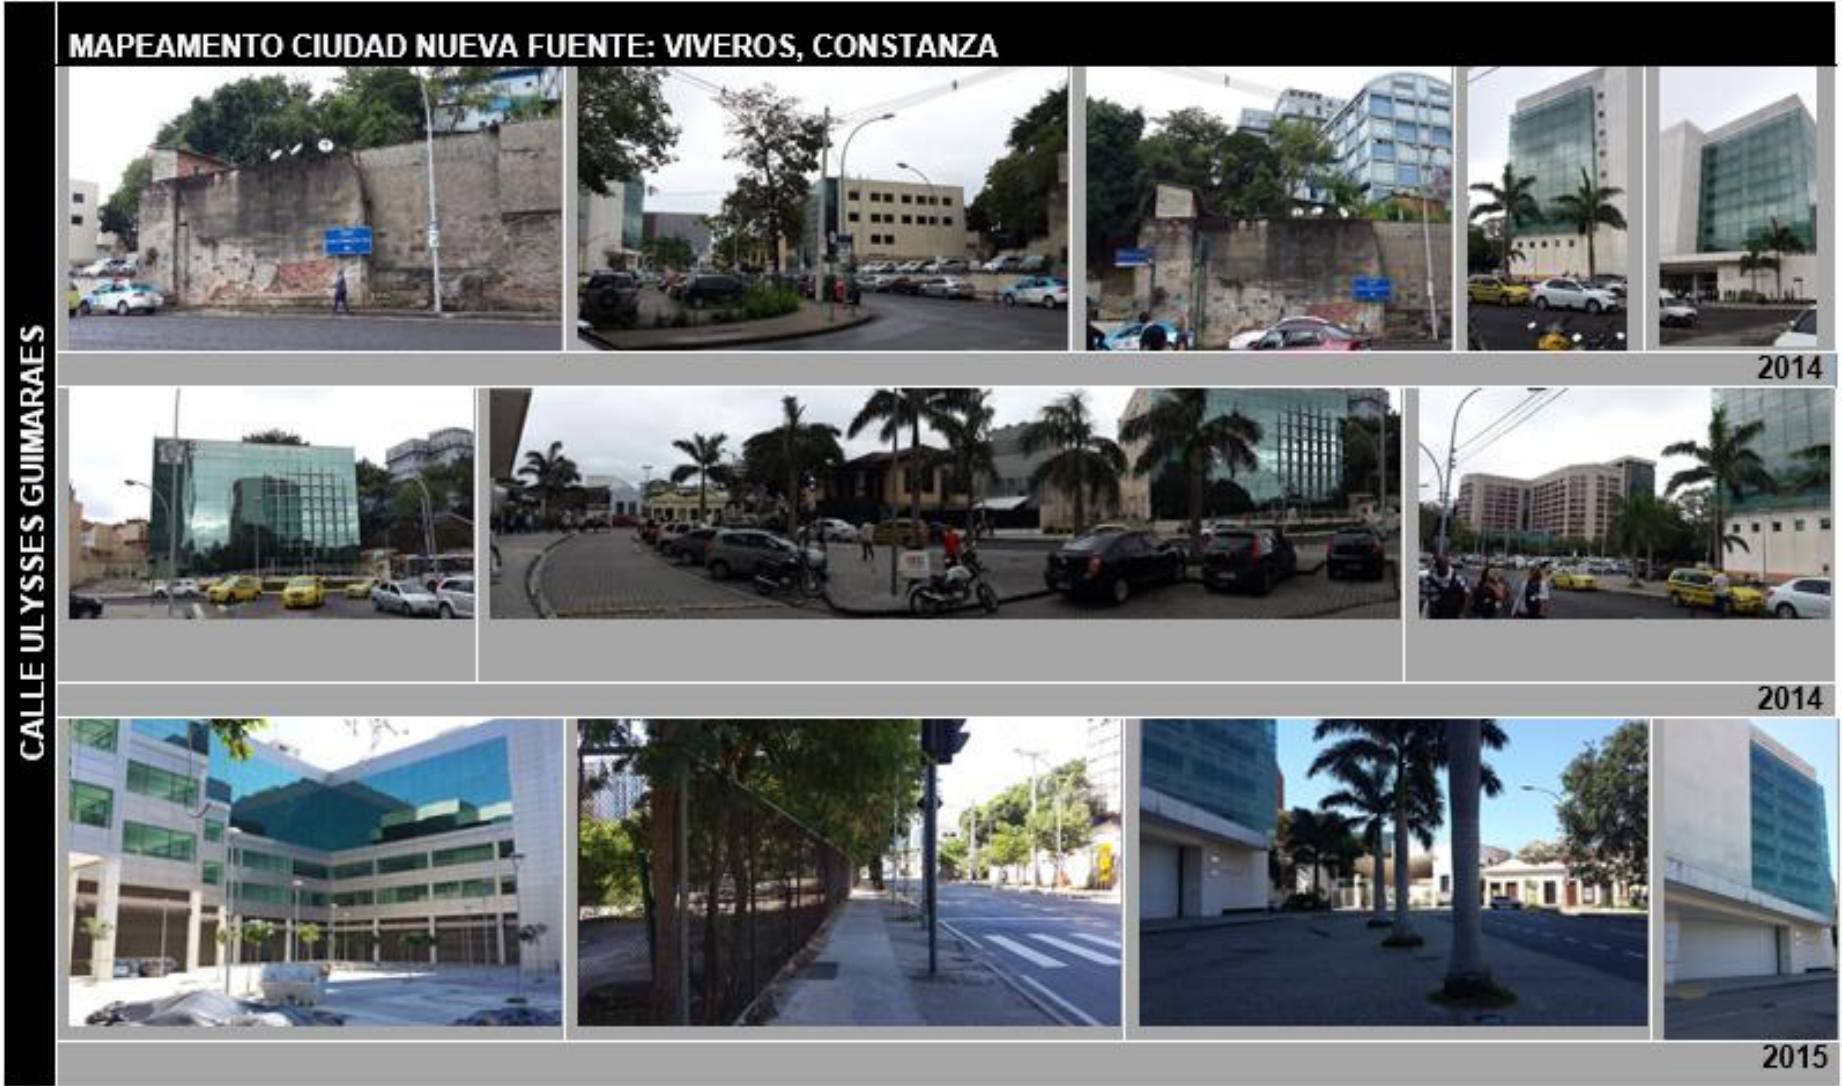 MAPEAMENTO CIUDAD NUEVA FUENTE: VIVEROS, CONSTANZA
CALLE ULYSSES GUIMARAES
2014
2014
2015